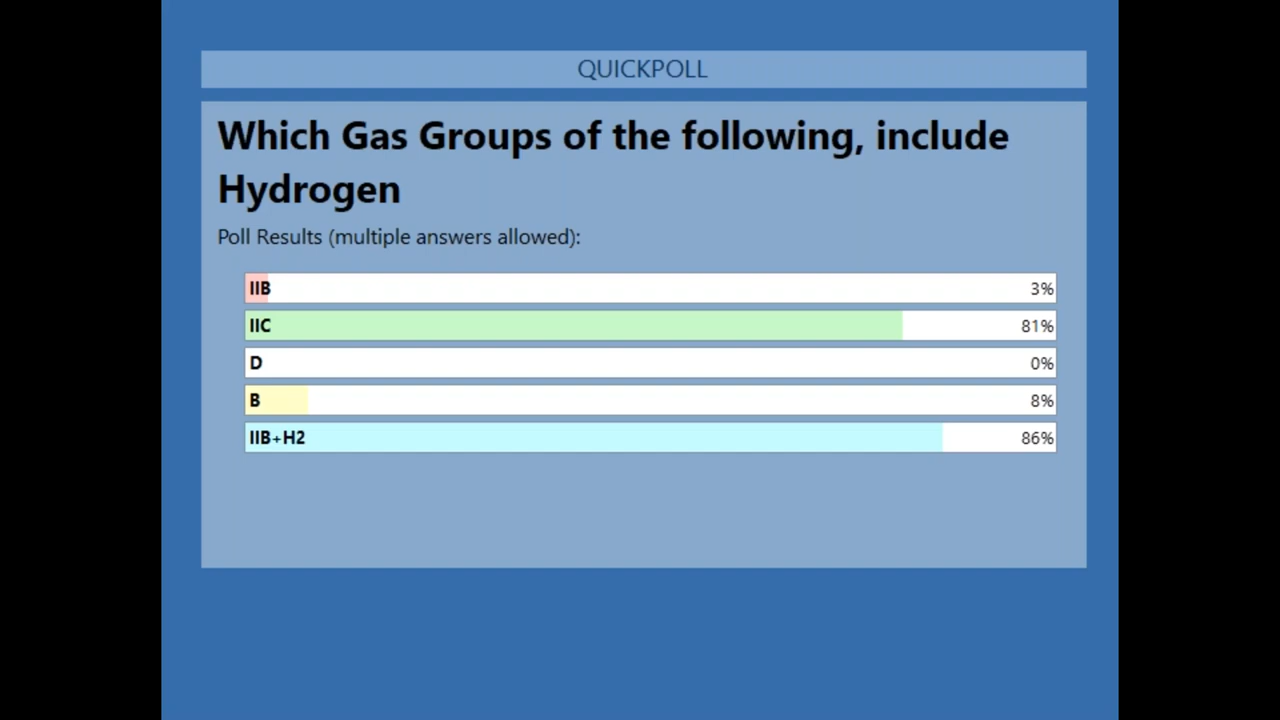 QUICKPOLL
Which Gas Groups of the following, include
Hydrogen
Poll Results (multiple answers allowed):
IIB 3%
IIC 81%
D 0%
B 8%
IIB+H2 86%